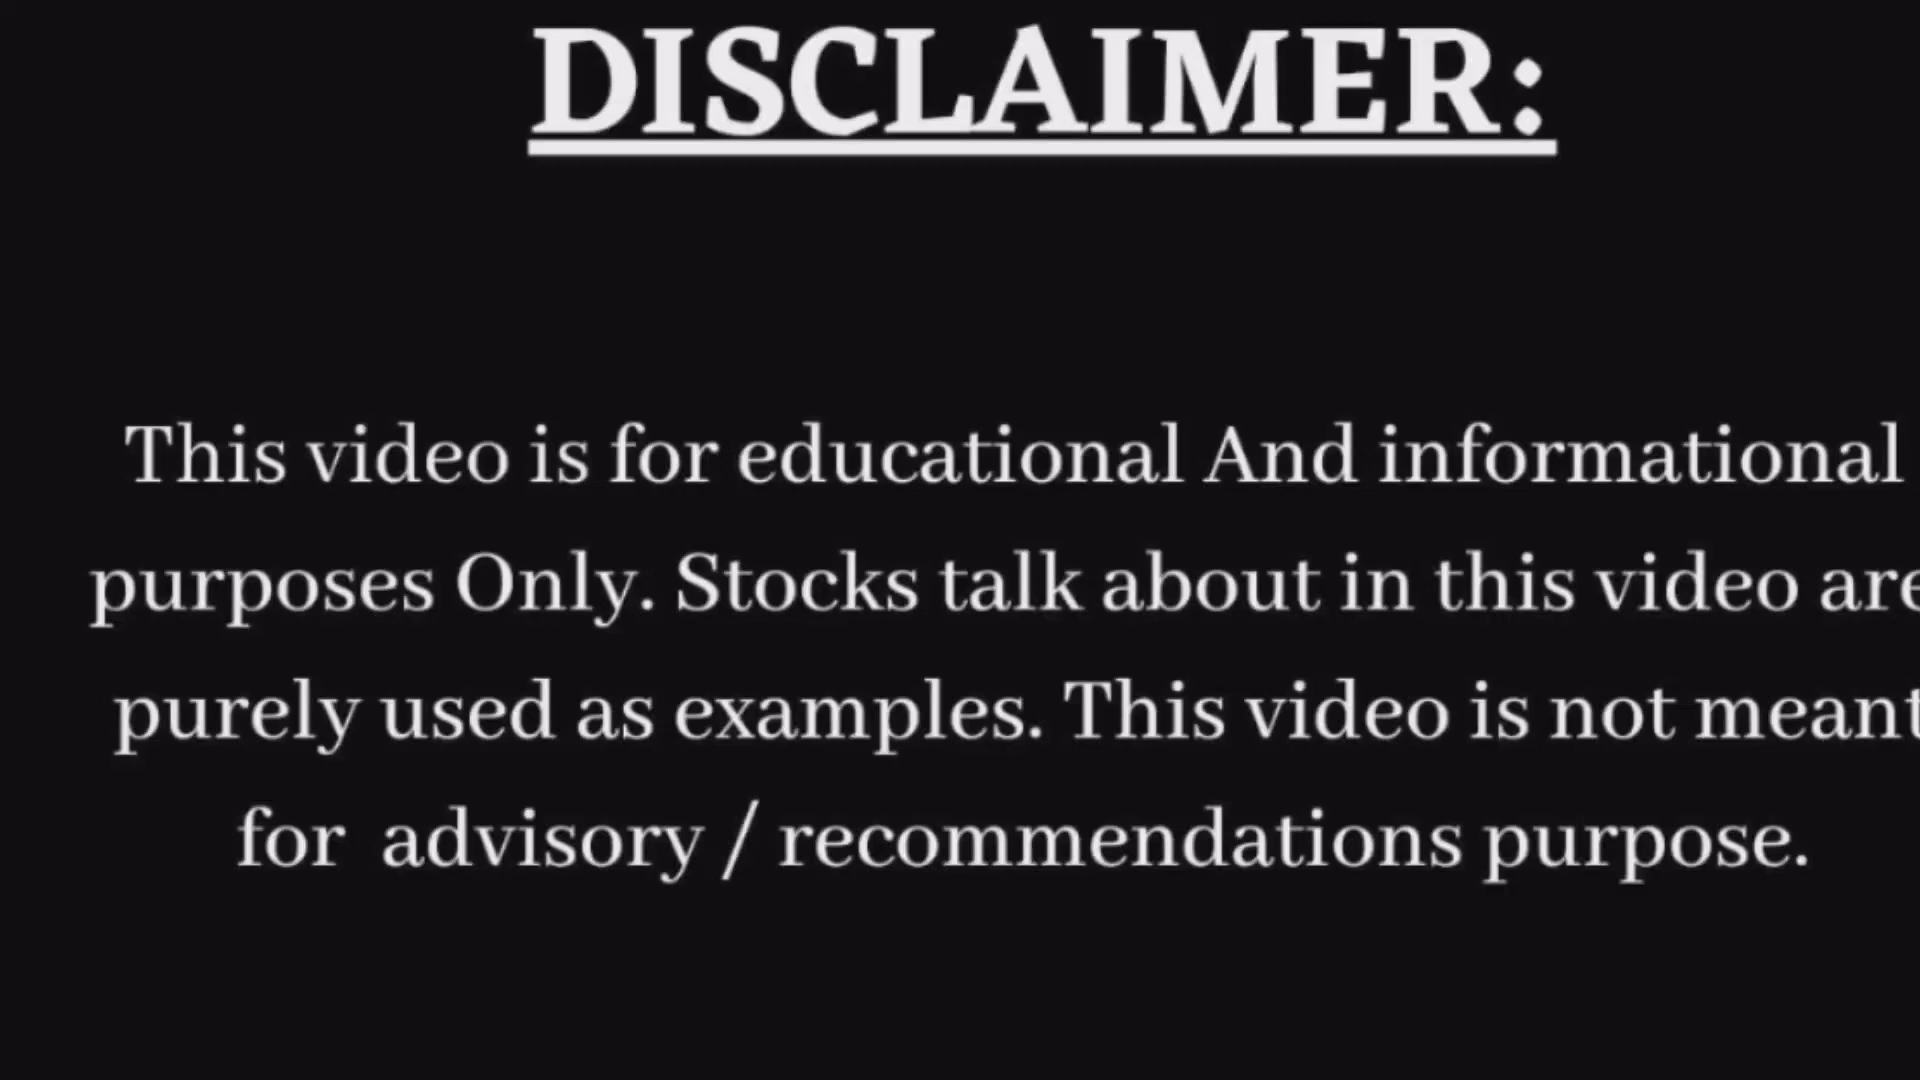 DISCLAIMER:
This video is for educational And informational
purposes Only. Stocks talk about in this video are
purely used as examples. This video is not meant
for advisory / recommendations purpose.